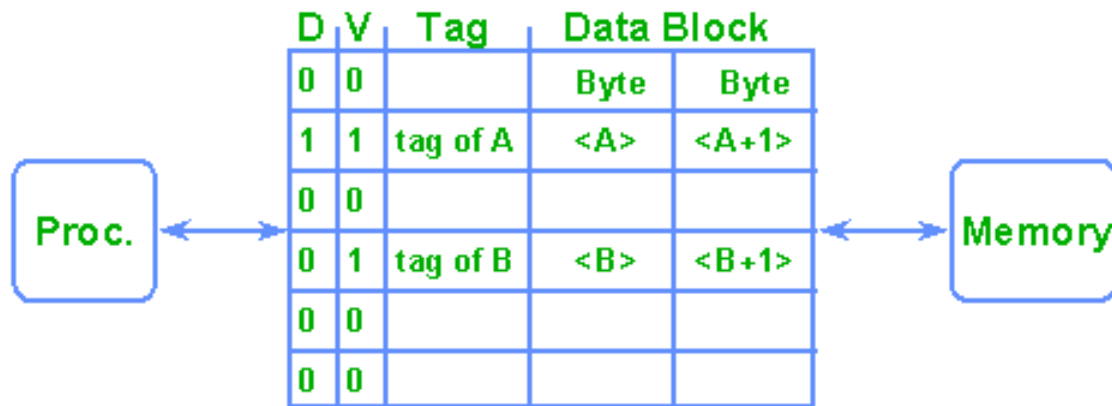 D V Tag Data Block
0 0 Byte Byte
1 1 tag of A <A> <A+1>
0 0
Proc. Memory
0 1 tag of B <B> <B+1>
0 0
0 0